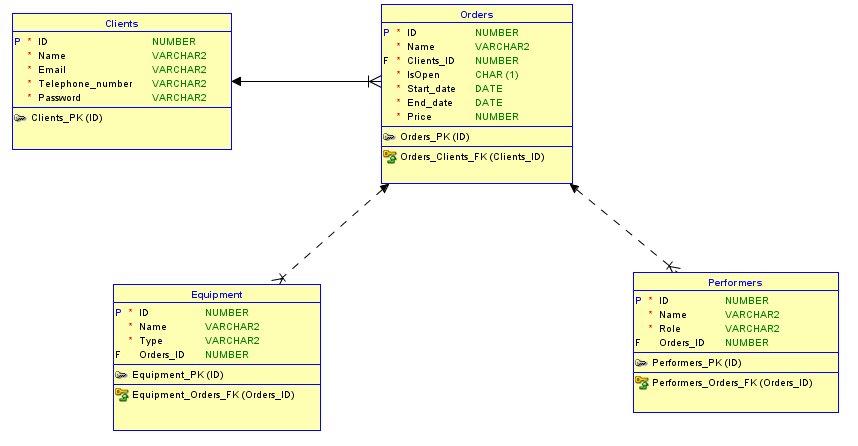 Clients
P * ID NUMBER
* Name VARCHAR2
* Email VARCHAR2
* Telephone_number VARCHAR2
* Password VARCHAR2
Clients_PK (ID)
Orders
P * ID NUMBER
* Name VARCHAR2
F * Clients_ID NUMBER
* IsOpen CHAR (1)
* Start_date DATE
* End_date DATE
* Price NUMBER
Orders_PK (ID)
Orders_Clients_FK (Clients_ID)
Equipment
P * ID NUMBER
* Name VARCHAR2
* Type VARCHAR2
F Orders_ID NUMBER
Equipment_PK (ID)
Equipment_Orders_FK (Orders_ID)
Performers
P * ID NUMBER
* Name VARCHAR2
* Role VARCHAR2
F Orders_ID NUMBER
Performers_PK (ID)
Performers_Orders_FK (Orders_ID)